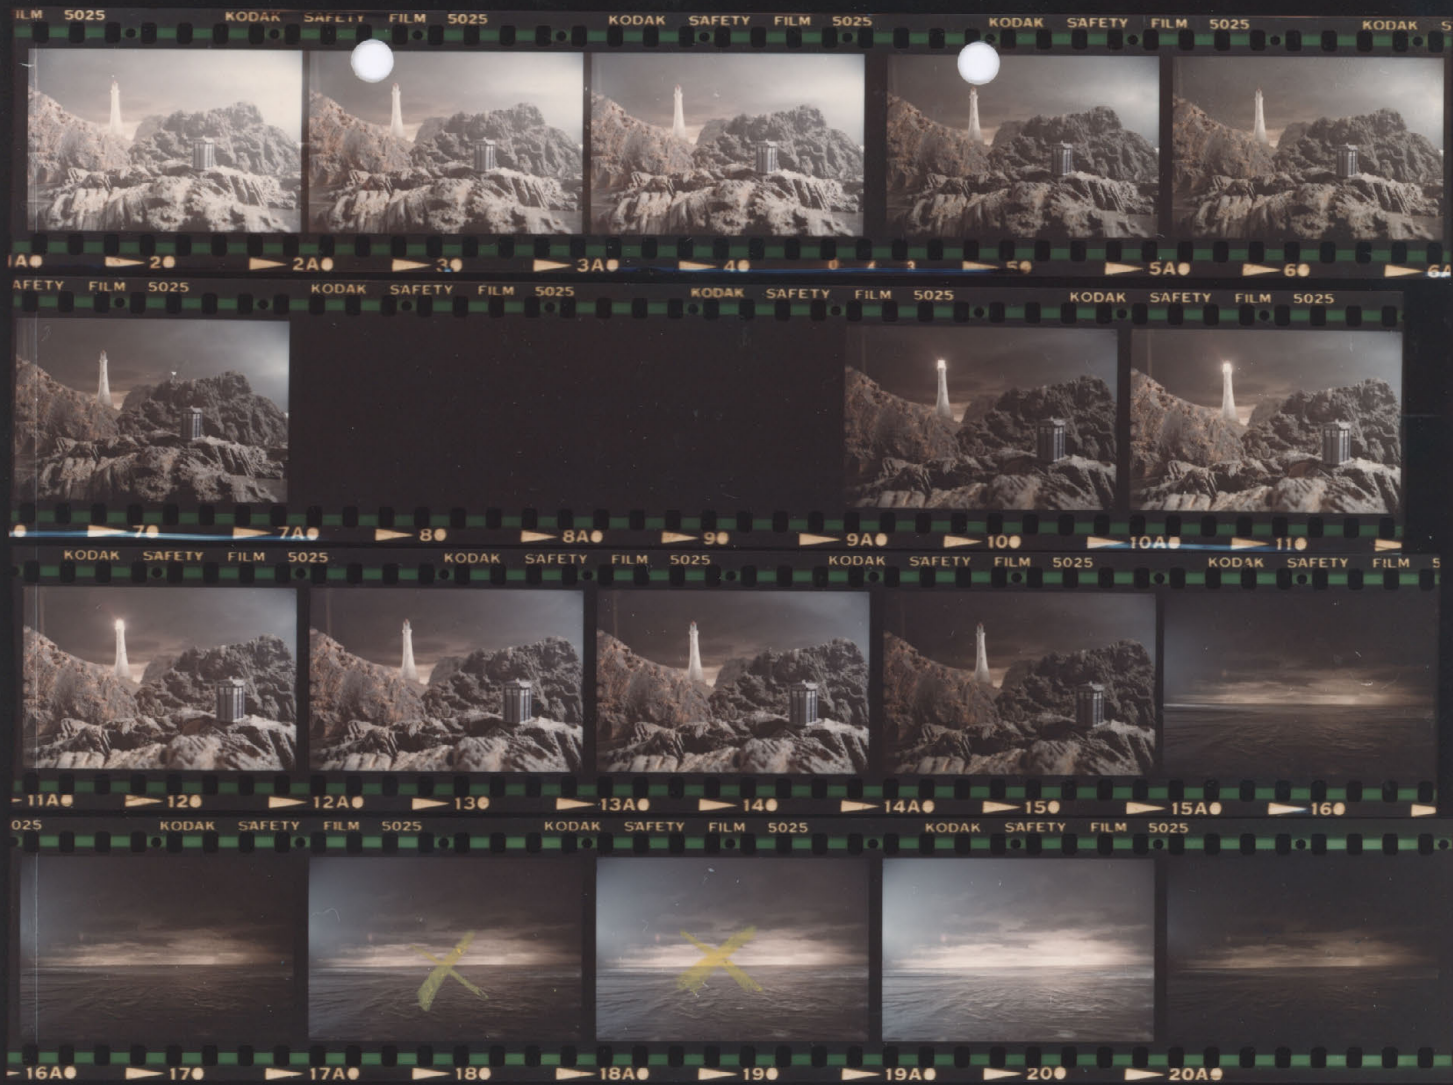 ILM 5025 KODAK SAFETY FILM 5025 KODAK SAFETY FILM 5025 KODAK SAFETY FILM 5025 KODAK S
1A 2 2A 3 3A 4 5 5A 6 6A
AFETY FILM 5025 KODAK SAFETY FILM 5025 KODAK SAFETY FILM 5025 KODAK SAFETY FILM 5025
7 7A 8 8A 9 9A 10 10A 11
KODAK SAFETY FILM 5025 KODAK SAFETY FILM 5025 KODAK SAFETY FILM 5025 KODAK SAFETY FILM 5
11A 12 12A 13 13A 14 14A 15 15A 16
025 KODAK SAFETY FILM 5025 KODAK SAFETY FILM 5025 KODAK SAFETY FILM 5025
16A 17 17A 18 18A 19 19A 20 20A